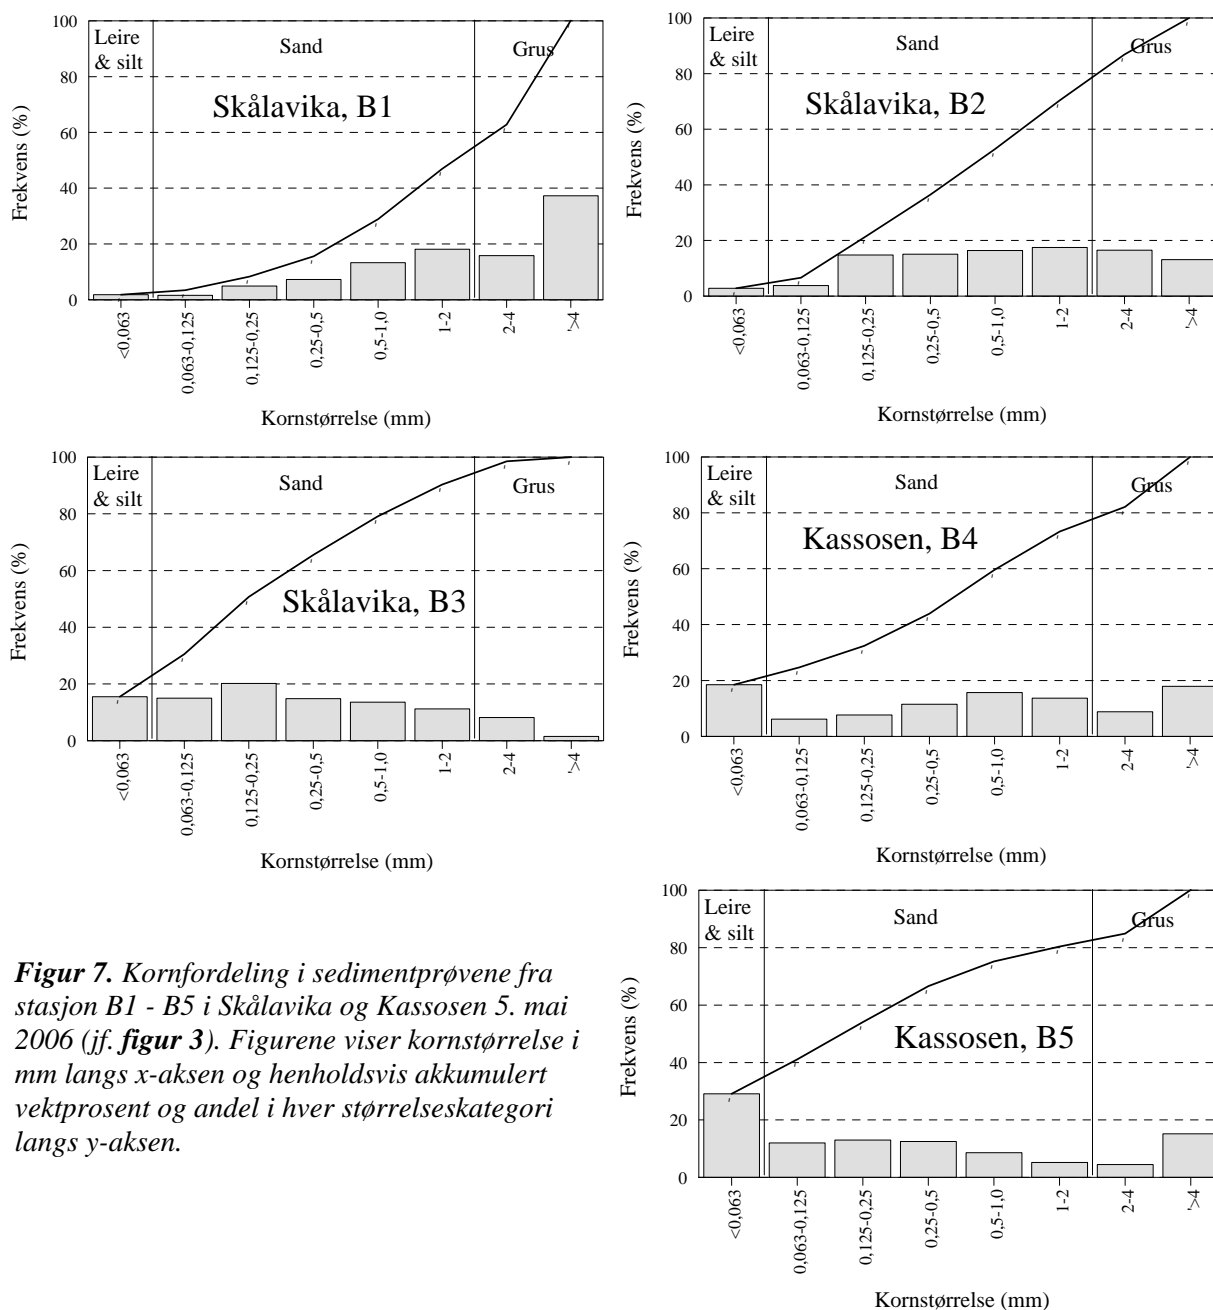 100
80
60
40
20
0
Frekvens (%)
Leire
& silt
Sand
Grus
Skålavika, B1
<0,063
0,063-0,125
0,125-0,25
0,25-0,5
0,5-1,0
1-2
2-4
'>4
Kornstørrelse (mm)
100
80
60
40
20
0
Frekvens (%)
Leire
& silt
Sand
Grus
Skålavika, B2
<0,063
0,063-0,125
0,125-0,25
0,25-0,5
0,5-1,0
1-2
2-4
'>4
Kornstørrelse (mm)
100
80
60
40
20
0
Frekvens (%)
Leire
& silt
Sand
Grus
Skålavika, B3
<0,063
0,063-0,125
0,125-0,25
0,25-0,5
0,5-1,0
1-2
2-4
'>4
Kornstørrelse (mm)
100
80
60
40
20
0
Frekvens (%)
Leire
& silt
Sand
Grus
Kassosen, B4
<0,063
0,063-0,125
0,125-0,25
0,25-0,5
0,5-1,0
1-2
2-4
'>4
Kornstørrelse (mm)
100
80
60
40
20
0
Frekvens (%)
Leire
& silt
Sand
Grus
Kassosen, B5
<0,063
0,063-0,125
0,125-0,25
0,25-0,5
0,5-1,0
1-2
2-4
'>4
Kornstørrelse (mm)
Figur 7. Kornfordeling i sedimentprøvene fra
stasjon B1 - B5 i Skålavika og Kassosen 5. mai
2006 (jf. figur 3). Figurene viser kornstørrelse i
mm langs x-aksen og henholdsvis akkumulert
vektprosent og andel i hver størrelseskategori
langs y-aksen.